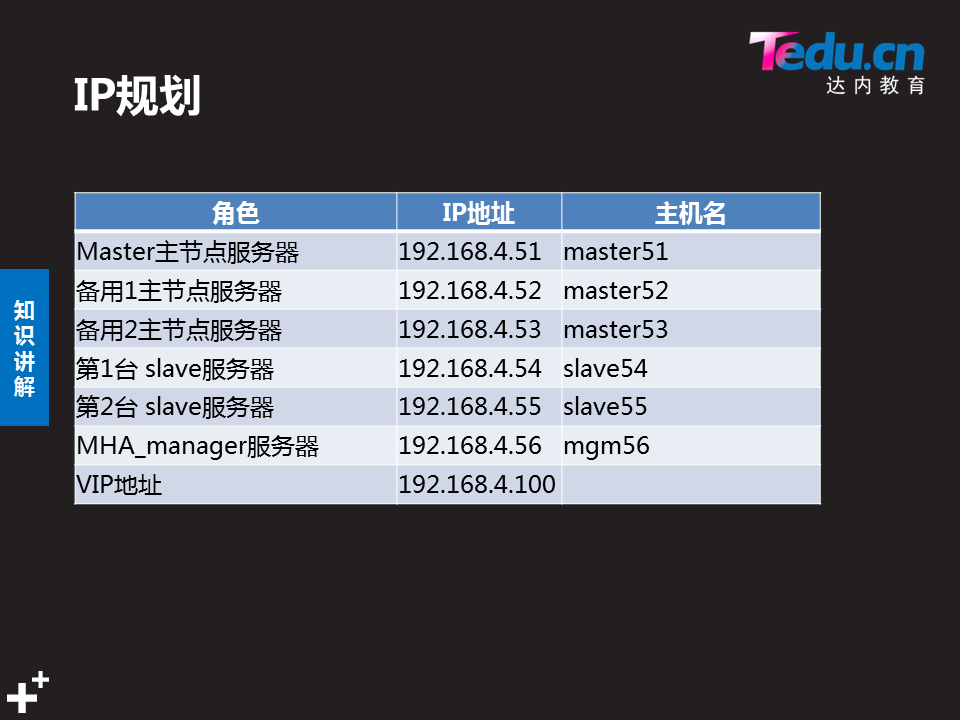 Tedu.cn
达内教育
IP规划
角色 IP地址 主机名
Master主节点服务器 192.168.4.51 master51
备用1主节点服务器 192.168.4.52 master52
备用2主节点服务器 192.168.4.53 master53
第1台 slave服务器 192.168.4.54 slave54
第2台 slave服务器 192.168.4.55 slave55
MHA_manager服务器 192.168.4.56 mgm56
VIP地址 192.168.4.100
知识讲解